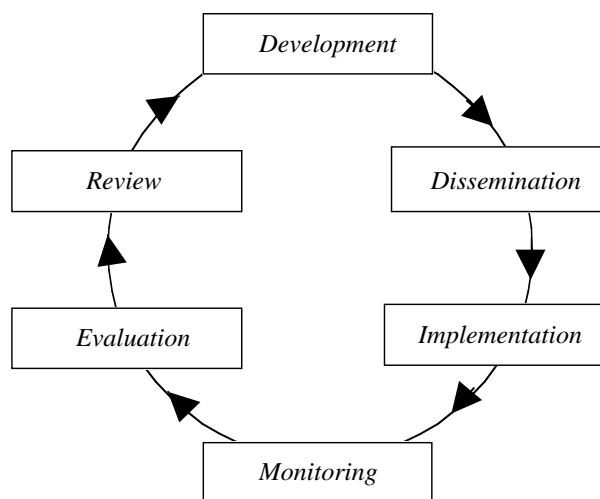 Development
Review
Dissemination
Evaluation
Implementation
Monitoring